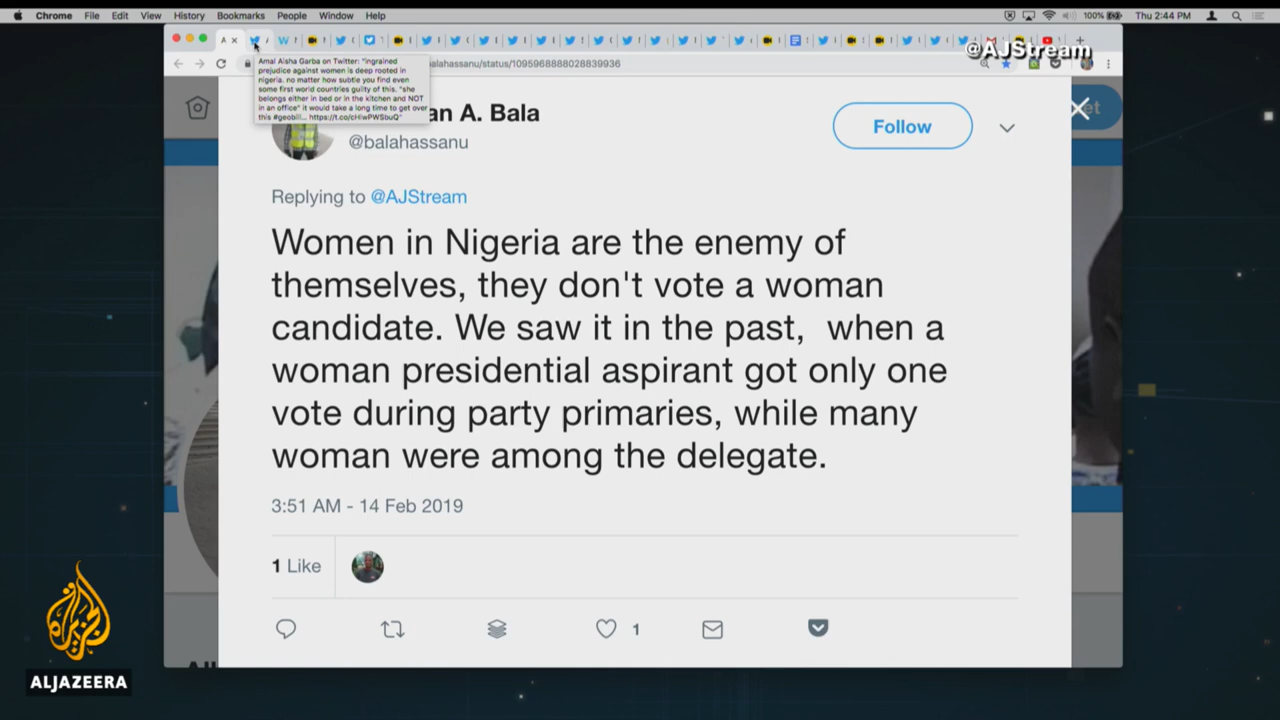 Chrome File Edit View History Bookmarks People Window Help
100% Thu 2:44 PM
@AJStream
balahassanu/status/1095968888028839936
Amal Aisha Garba on Twitter: "ingrained
prejudice against women is deep rooted in
nigeria. no matter how subtle you find even
some first world countries guilty of this. "she
belongs either in bed or in the kitchen and NOT
in an office" it would take a long time to get over
this #geobili... https://t.co/cHiwPWSbuQ"
an A. Bala
@balahassanu
Follow
Replying to @AJStream
Women in Nigeria are the enemy of
themselves, they don't vote a woman
candidate. We saw it in the past,  when a
woman presidential aspirant got only one
vote during party primaries, while many
woman were among the delegate.
3:51 AM - 14 Feb 2019
1 Like
1
الجزيرة
ALJAZEERA